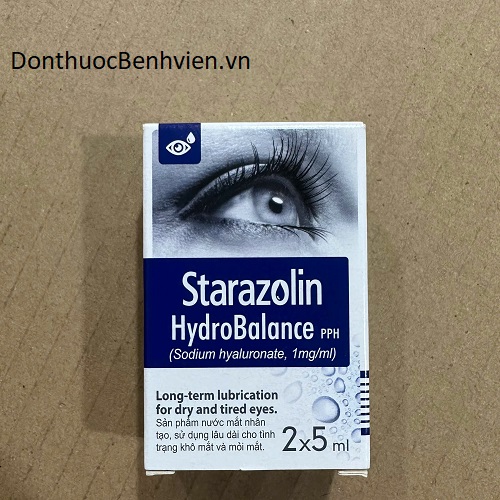 DonthuocBenhvien.vn
Starazolin
HydroBalance PPH
(Sodium hyaluronate, 1mg/ml)
Long-term lubrication
for dry and tired eyes.
Sản phẩm nước mắt nhân
tạo, sử dụng lâu dài cho tình
trạng khô mắt và mỏi mắt.
2x5 ml